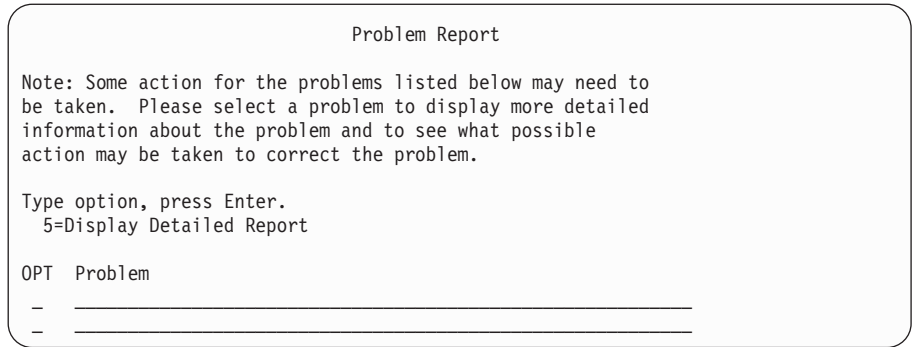 Problem Report
Note: Some action for the problems listed below may need to
be taken. Please select a problem to display more detailed
information about the problem and to see what possible
action may be taken to correct the problem.
Type option, press Enter.
5=Display Detailed Report
OPT Problem
_ __________________________________________________________
_ __________________________________________________________